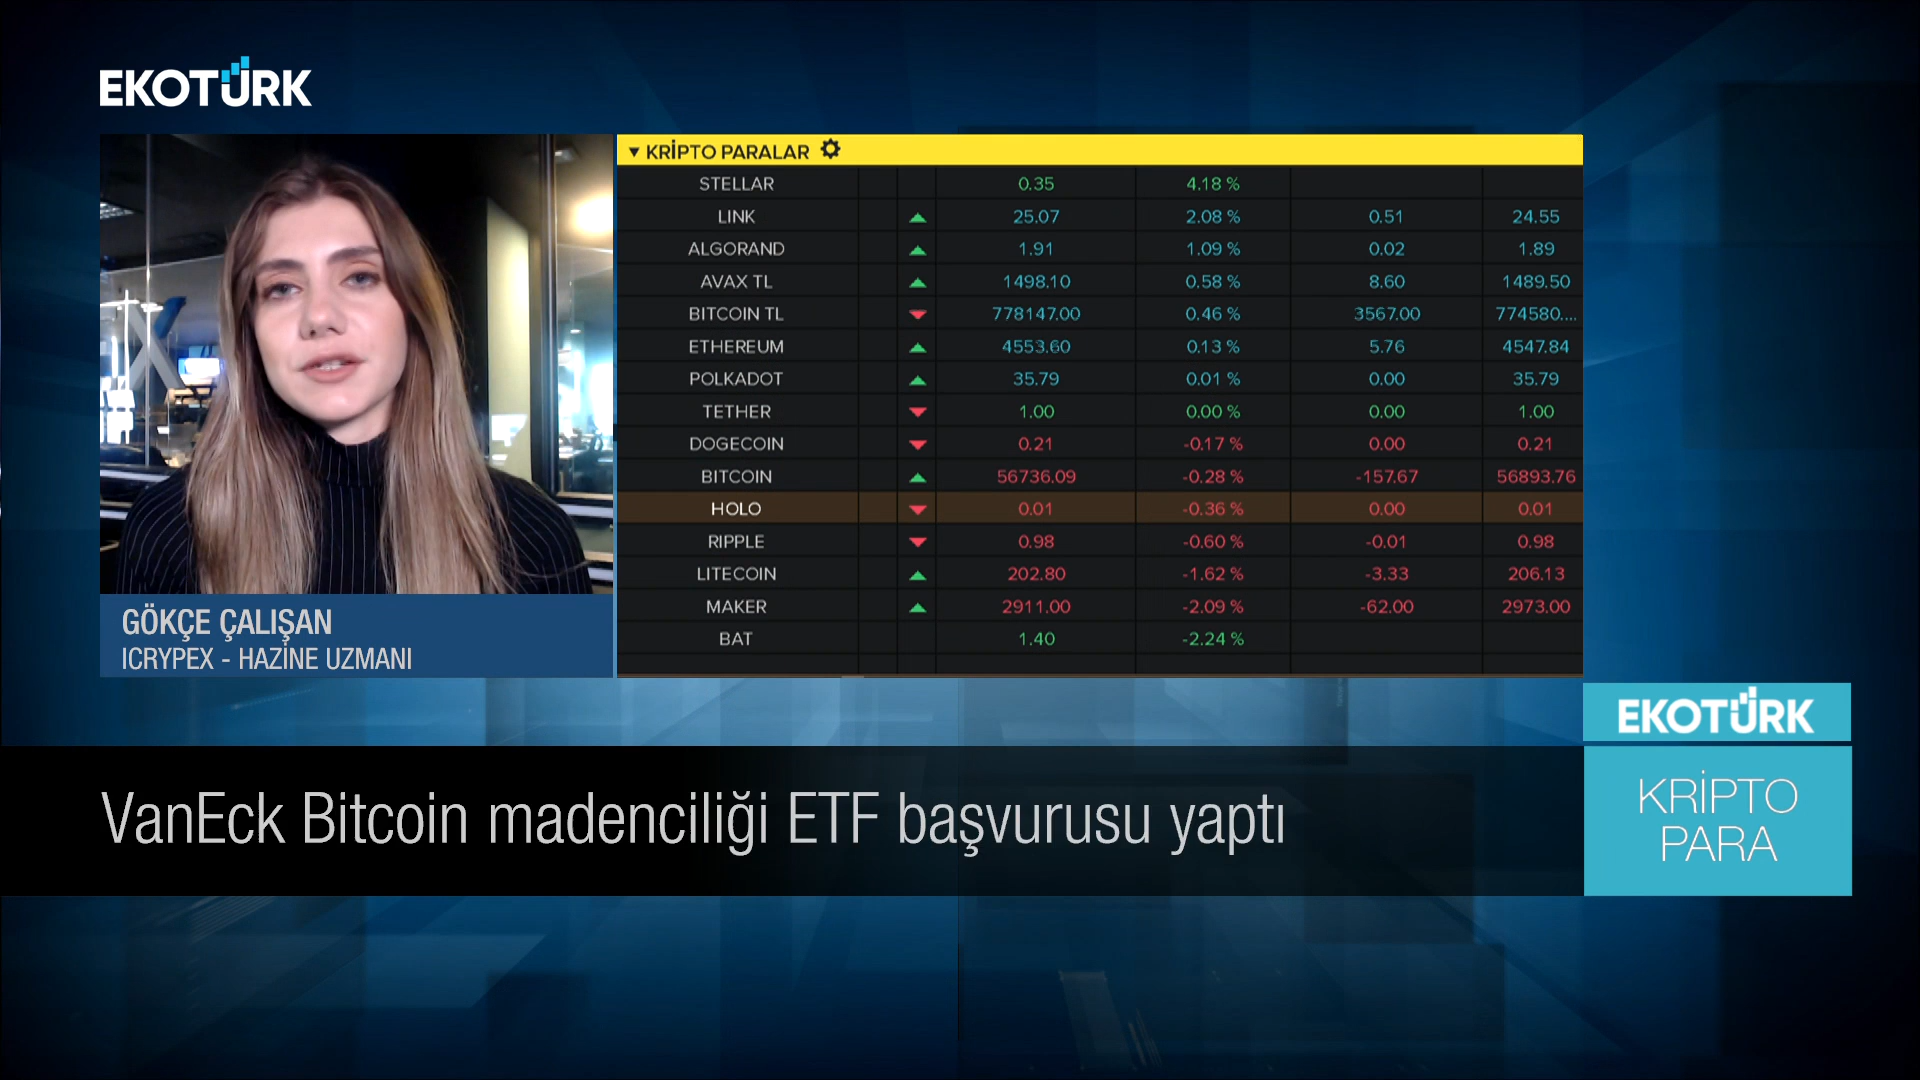 EKOTÜRK
▼ KRİPTO PARALAR
STELLAR 0.35 4.18 %
LINK 25.07 2.08 % 0.51 24.55
ALGORAND 1.91 1.09 % 0.02 1.89
AVAX TL 1498.10 0.58 % 8.60 1489.50
BITCOIN TL 778147.00 0.46 % 3567.00 774580....
ETHEREUM 4553.60 0.13 % 5.76 4547.84
POLKADOT 35.79 0.01 % 0.00 35.79
TETHER 1.00 0.00 % 0.00 1.00
DOGECOIN 0.21 -0.17 % 0.00 0.21
BITCOIN 56736.09 -0.28 % -157.67 56893.76
HOLO 0.01 -0.36 % 0.00 0.01
RIPPLE 0.98 -0.60 % -0.01 0.98
LITECOIN 202.80 -1.62 % -3.33 206.13
MAKER 2911.00 -2.09 % -62.00 2973.00
BAT 1.40 -2.24 %
GÖKÇE ÇALIŞAN
ICRYPEX - HAZİNE UZMANI
EKOTÜRK
VanEck Bitcoin madenciliği ETF başvurusu yaptı
KRİPTO
PARA